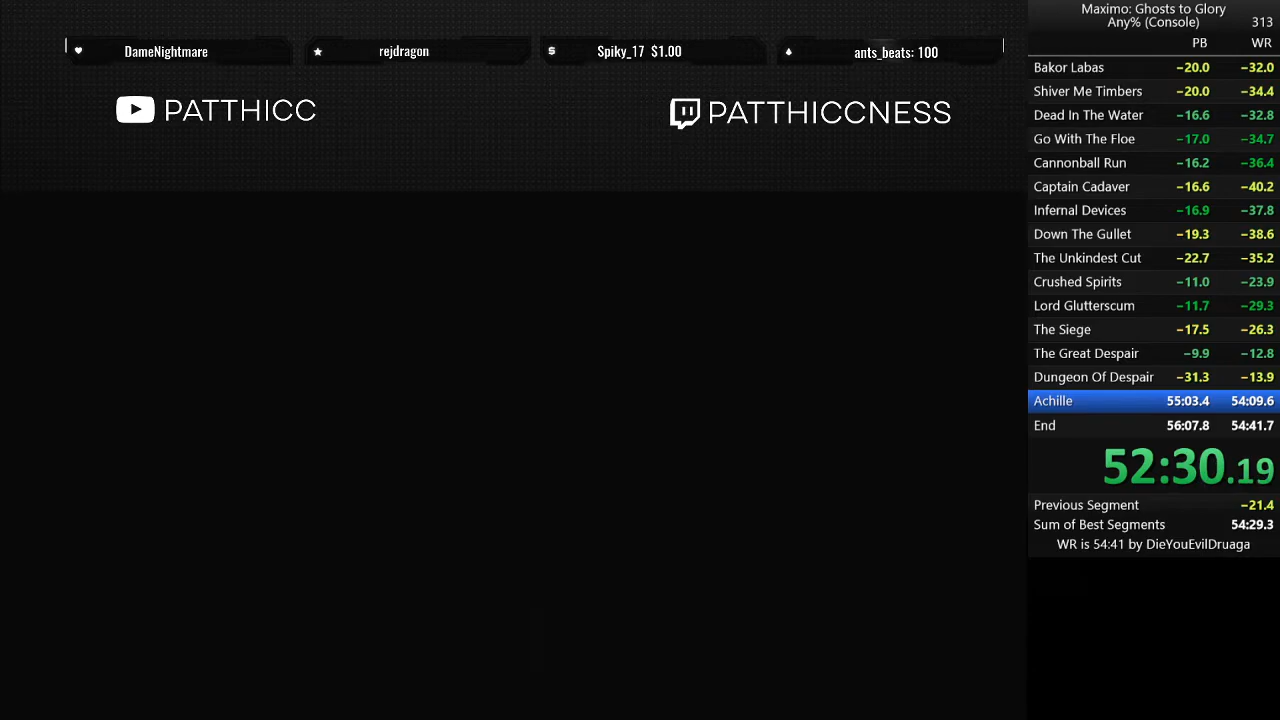 DameNightmare
rejdragon
Spiky_17 $1.00
ants_beats: 100
PATTHICC
PATTHICCNESS
Maximo: Ghosts to Glory
Any% (Console) 313
PB WR
Bakor Labas −20.0 −32.0
Shiver Me Timbers −20.0 −34.4
Dead In The Water −16.6 −32.8
Go With The Floe −17.0 −34.7
Cannonball Run −16.2 −36.4
Captain Cadaver −16.6 −40.2
Infernal Devices −16.9 −37.8
Down The Gullet −19.3 −38.6
The Unkindest Cut −22.7 −35.2
Crushed Spirits −11.0 −23.9
Lord Glutterscum −11.7 −29.3
The Siege −17.5 −26.3
The Great Despair −9.9 −12.8
Dungeon Of Despair −31.3 −13.9
Achille 55:03.4 54:09.6
End 56:07.8 54:41.7
52:30.19
Previous Segment −21.4
Sum of Best Segments 54:29.3
WR is 54:41 by DieYouEvilDruaga